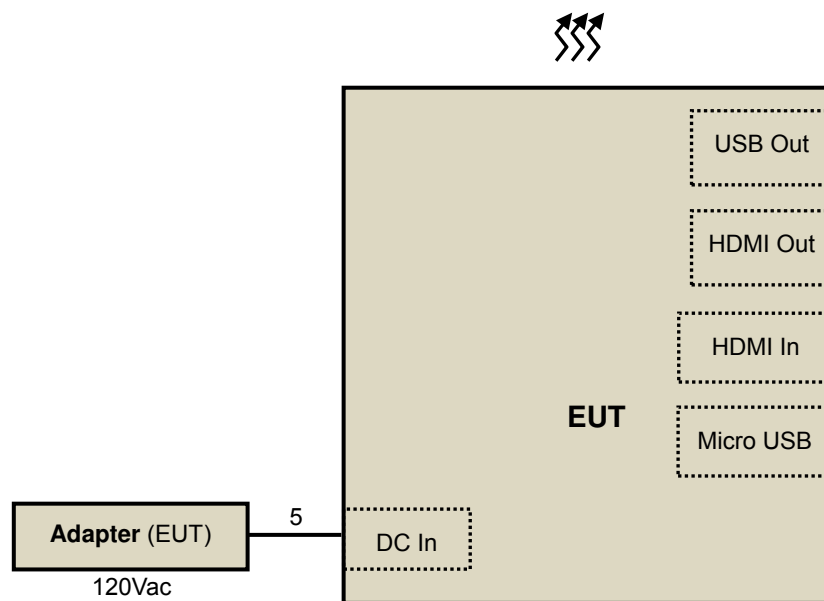 USB Out
HDMI Out
HDMI In
EUT
Micro USB
5
Adapter (EUT)
DC In
120Vac